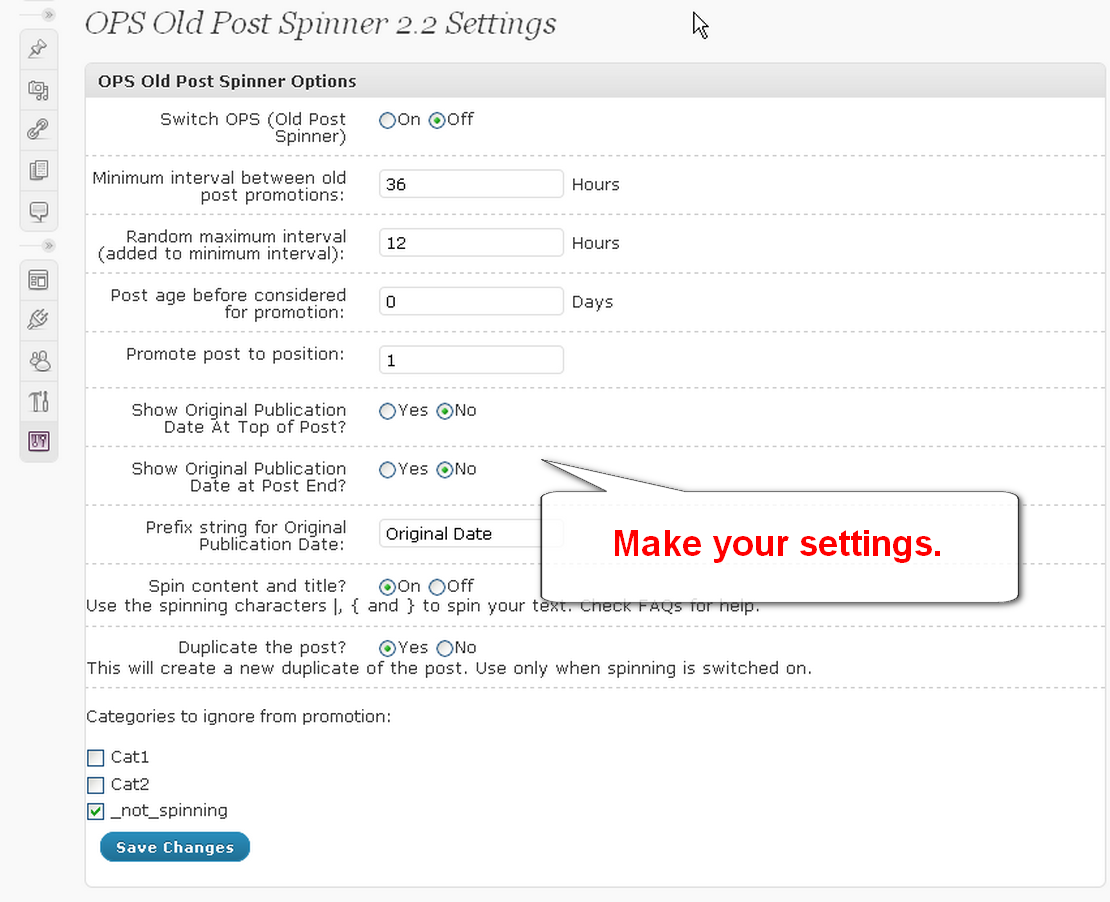 OPS Old Post Spinner 2.2 Settings
OPS Old Post Spinner Options
Switch OPS (Old Post
Spinner)
On Off
Minimum interval between old
post promotions:
36 Hours
Random maximum interval
(added to minimum interval):
12 Hours
Post age before considered
for promotion:
0 Days
Promote post to position:
1
Show Original Publication
Date At Top of Post?
Yes No
Show Original Publication
Date at Post End?
Yes No
Prefix string for Original
Publication Date:
Original Date
Make your settings.
Spin content and title?
On Off
Use the spinning characters |, { and } to spin your text. Check FAQs for help.
Duplicate the post?
Yes No
This will create a new duplicate of the post. Use only when spinning is switched on.
Categories to ignore from promotion:
Cat1
Cat2
_not_spinning
Save Changes